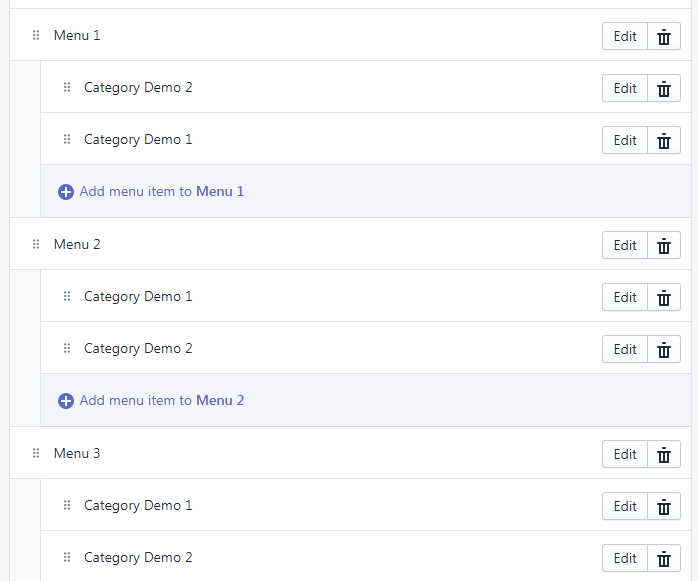 Menu 1 Edit
Category Demo 2 Edit
Category Demo 1 Edit
Add menu item to Menu 1
Menu 2 Edit
Category Demo 1 Edit
Category Demo 2 Edit
Add menu item to Menu 2
Menu 3 Edit
Category Demo 1 Edit
Category Demo 2 Edit